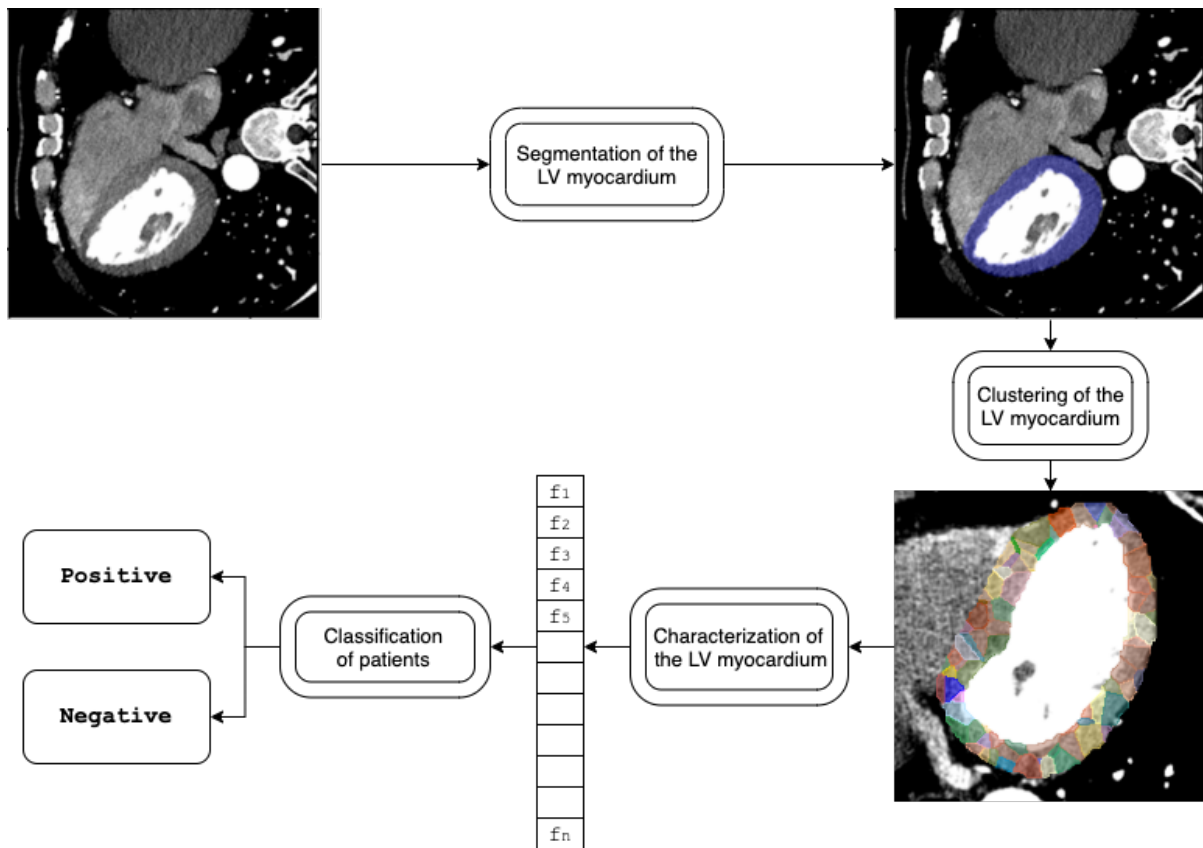 Segmentation of the
LV myocardium
Clustering of the
LV myocardium
f1
f2
f3
f4
f5
fn
Characterization of
the LV myocardium
Classification
of patients
Positive
Negative